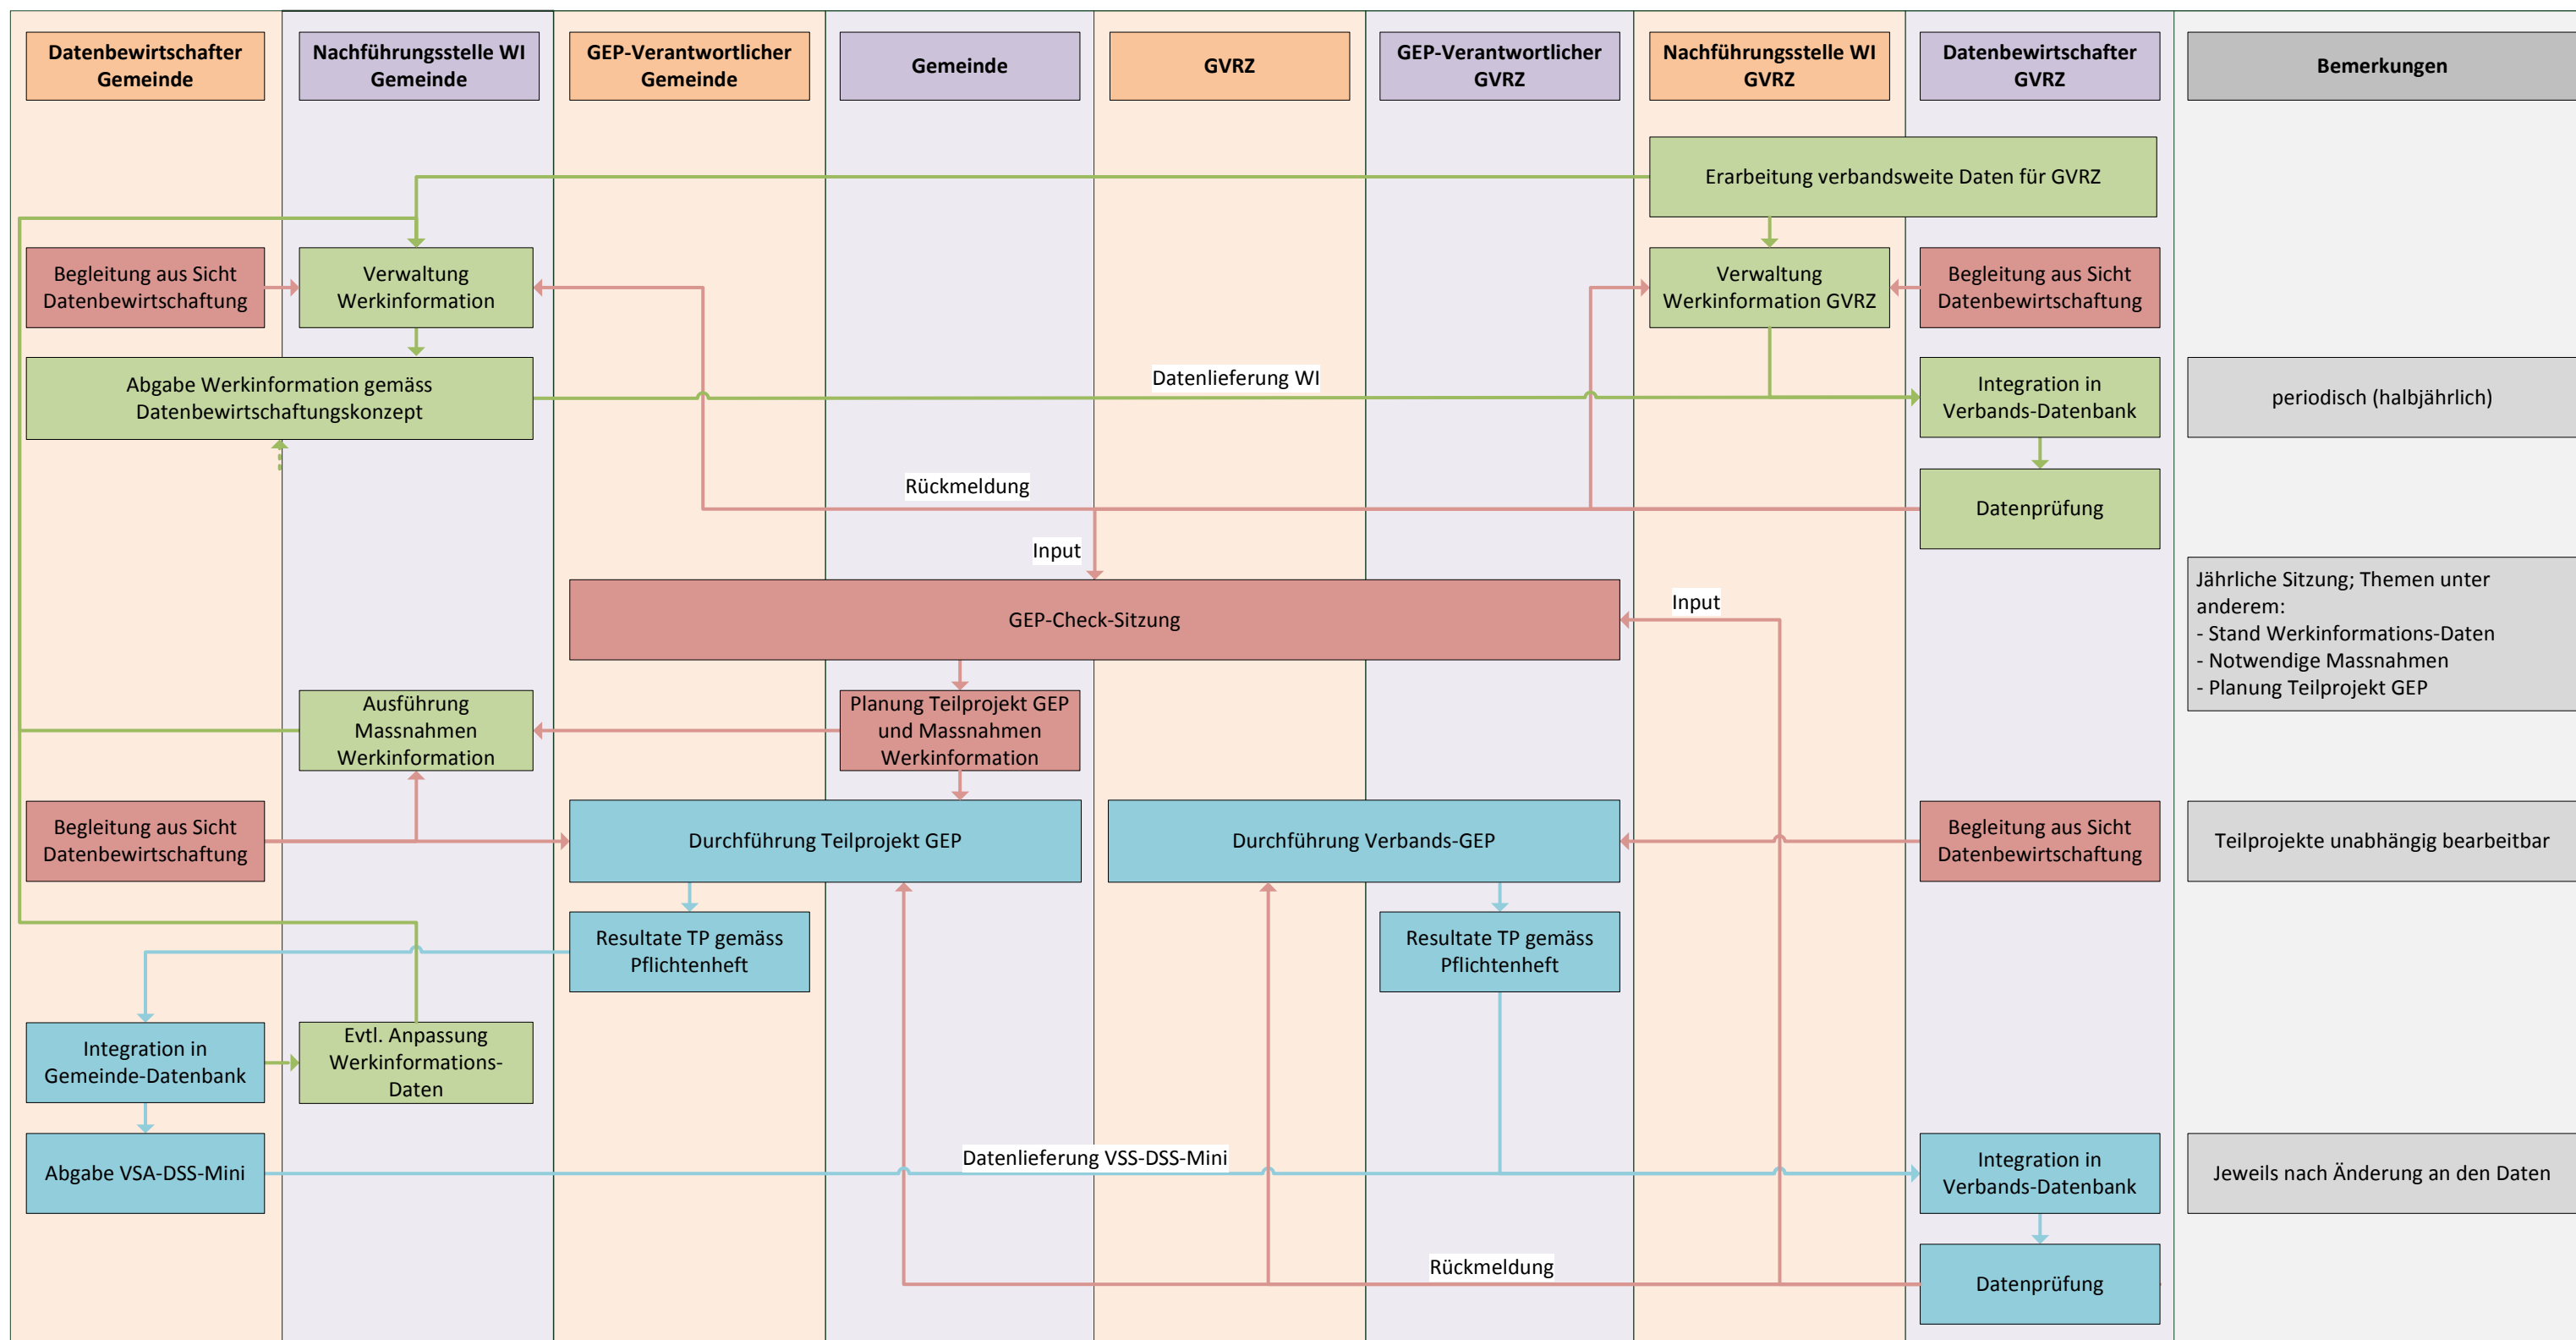 Datenbewirtschafter
Gemeinde
Nachführungsstelle WI
Gemeinde
GEP-Verantwortlicher
Gemeinde
Gemeinde
GVRZ
GEP-Verantwortlicher
GVRZ
Nachführungsstelle WI
GVRZ
Datenbewirtschafter
GVRZ
Bemerkungen
Erarbeitung verbandsweite Daten für GVRZ
Begleitung aus Sicht
Datenbewirtschaftung
Verwaltung
Werkinformation
Verwaltung
Werkinformation GVRZ
Begleitung aus Sicht
Datenbewirtschaftung
Abgabe Werkinformation gemäss
Datenbewirtschaftungskonzept
Datenlieferung WI
Integration in
Verbands-Datenbank
periodisch (halbjährlich)
Rückmeldung
Datenprüfung
Input
GEP-Check-Sitzung
Input
Jährliche Sitzung; Themen unter
anderem:
- Stand Werkinformations-Daten
- Notwendige Massnahmen
- Planung Teilprojekt GEP
Ausführung
Massnahmen
Werkinformation
Planung Teilprojekt GEP
und Massnahmen
Werkinformation
Begleitung aus Sicht
Datenbewirtschaftung
Durchführung Teilprojekt GEP
Durchführung Verbands-GEP
Begleitung aus Sicht
Datenbewirtschaftung
Teilprojekte unabhängig bearbeitbar
Resultate TP gemäss
Pflichtenheft
Resultate TP gemäss
Pflichtenheft
Integration in
Gemeinde-Datenbank
Evtl. Anpassung
Werkinformations-
Daten
Abgabe VSA-DSS-Mini
Datenlieferung VSS-DSS-Mini
Integration in
Verbands-Datenbank
Jeweils nach Änderung an den Daten
Rückmeldung
Datenprüfung